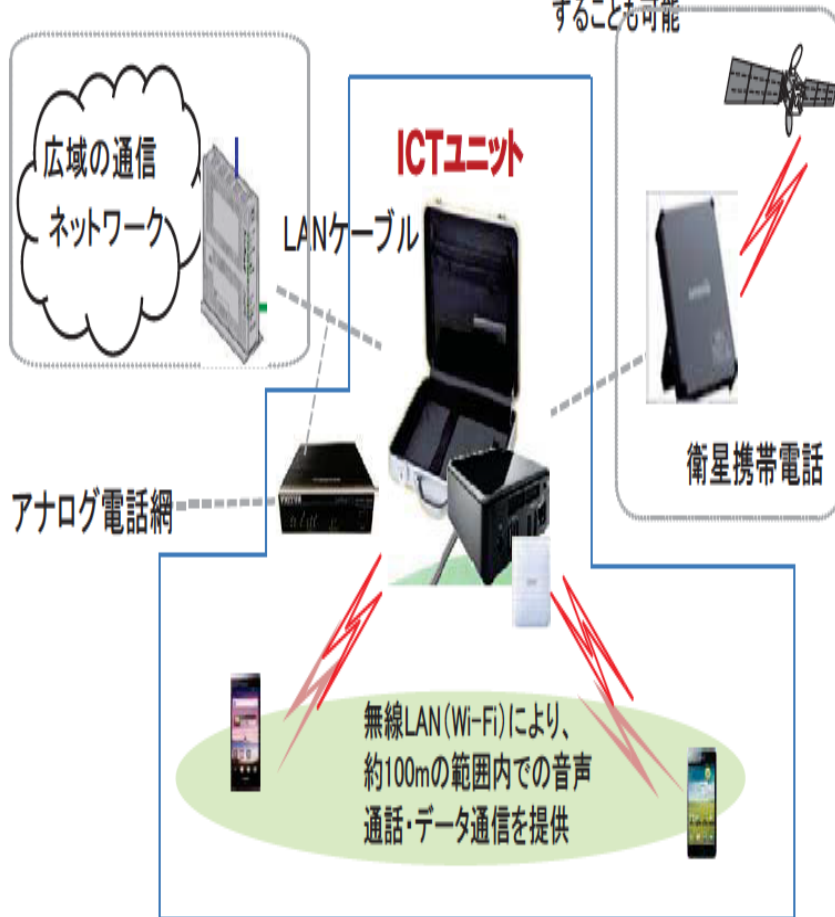 することも可能
広域の通信
ネットワーク
ICTユニット
LANケーブル
衛星携帯電話
アナログ電話網
無線LAN(Wi-Fi)により、
約100mの範囲内での音声
通話・データ通信を提供